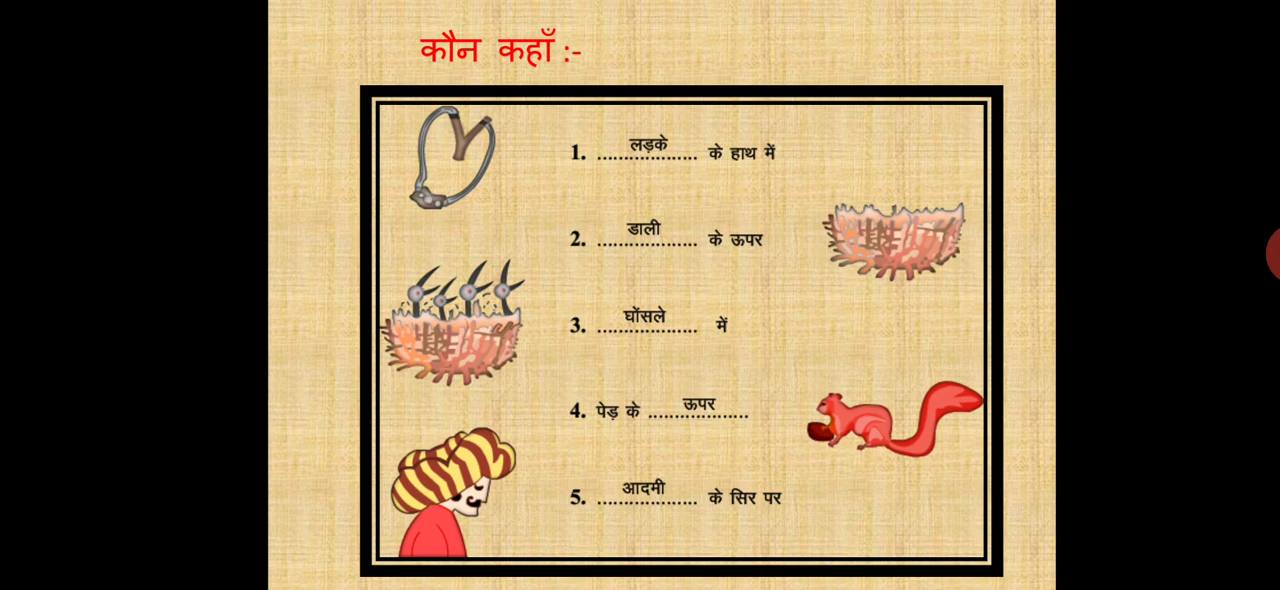 कौन कहाँ :-
1. लड़के के हाथ में
2. डाली के ऊपर
3. घोंसले में
4. पेड़ के ऊपर
5. आदमी के सिर पर